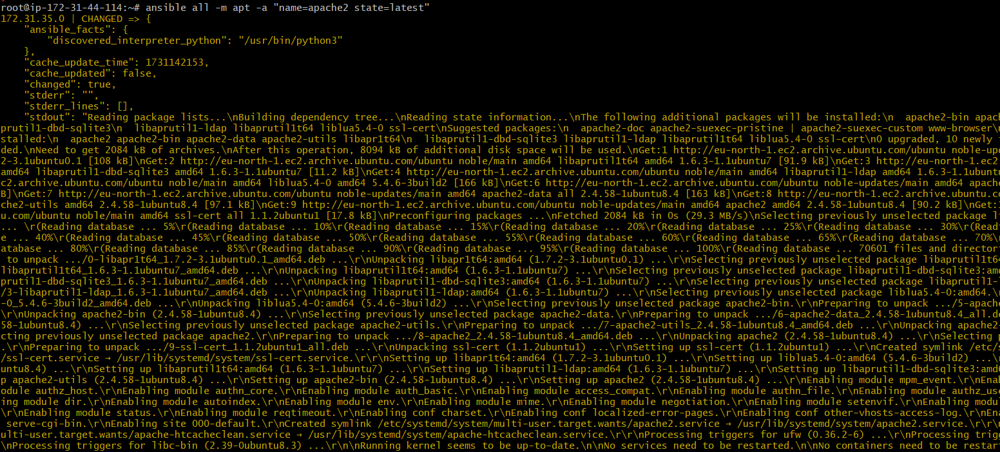 root@ip-172-31-44-114:~# ansible all -m apt -a "name=apache2 state=latest"
172.31.35.0 | CHANGED => {
    "ansible_facts": {
        "discovered_interpreter_python": "/usr/bin/python3"
    },
    "cache_update_time": 1731142153,
    "cache_updated": false,
    "changed": true,
    "stderr": "",
    "stderr_lines": [],
    "stdout": "Reading package lists...\nBuilding dependency tree...\nReading state information...\nThe following additional packages will be installed:\n  apache2-bin apac
prutil1-dbd-sqlite3\n  libaprutil1-ldap libaprutil1t64 liblua5.4-0 ssl-cert\nSuggested packages:\n  apache2-doc apache2-suexec-pristine | apache2-suexec-custom www-browser\n
stalled:\n  apache2 apache2-bin apache2-data apache2-utils libapr1t64\n  libaprutil1-dbd-sqlite3 libaprutil1-ldap libaprutil1t64 liblua5.4-0 ssl-cert\n0 upgraded, 10 newly i
ded.\nNeed to get 2084 kB of archives.\nAfter this operation, 8094 kB of additional disk space will be used.\nGet:1 http://eu-north-1.ec2.archive.ubuntu.com/ubuntu noble-upd
2-3.1ubuntu0.1 [108 kB]\nGet:2 http://eu-north-1.ec2.archive.ubuntu.com/ubuntu noble/main amd64 libaprutil1t64 amd64 1.6.3-1.1ubuntu7 [91.9 kB]\nGet:3 http://eu-north-1.ec2
amd64 libaprutil1-dbd-sqlite3 amd64 1.6.3-1.1ubuntu7 [11.2 kB]\nGet:4 http://eu-north-1.ec2.archive.ubuntu.com/ubuntu noble/main amd64 libaprutil1-ldap amd64 1.6.3-1.1ubuntu
c2.archive.ubuntu.com/ubuntu noble/main amd64 liblua5.4-0 amd64 5.4.6-3build2 [166 kB]\nGet:6 http://eu-north-1.ec2.archive.ubuntu.com/ubuntu noble-updates/main amd64 apache
B]\nGet:7 http://eu-north-1.ec2.archive.ubuntu.com/ubuntu noble-updates/main amd64 apache2-data all 2.4.58-1ubuntu8.4 [163 kB]\nGet:8 http://eu-north-1.ec2.archive.ubuntu.co
che2-utils amd64 2.4.58-1ubuntu8.4 [97.1 kB]\nGet:9 http://eu-north-1.ec2.archive.ubuntu.com/ubuntu noble-updates/main amd64 apache2 amd64 2.4.58-1ubuntu8.4 [90.2 kB]\nGet:1
u.com/ubuntu noble/main amd64 ssl-cert all 1.1.2ubuntu1 [17.8 kB]\nPreconfiguring packages ...\nFetched 2084 kB in 0s (29.3 MB/s)\nSelecting previously unselected package li
... \r(Reading database ... 5%\r(Reading database ... 10%\r(Reading database ... 15%\r(Reading database ... 20%\r(Reading database ... 25%\r(Reading database ... 30%\r(Readi
e ... 40%\r(Reading database ... 45%\r(Reading database ... 50%\r(Reading database ... 55%\r(Reading database ... 60%\r(Reading database ... 65%\r(Reading database ... 70%\
atabase ... 80%\r(Reading database ... 85%\r(Reading database ... 90%\r(Reading database ... 95%\r(Reading database ... 100%\r(Reading database ... 70601 files and director
 to unpack .../0-libapr1t64_1.7.2-3.1ubuntu0.1_amd64.deb ...\r\nUnpacking libapr1t64:amd64 (1.7.2-3.1ubuntu0.1) ...\r\nSelecting previously unselected package libaprutil1t64
libaprutil1t64_1.6.3-1.1ubuntu7_amd64.deb ...\r\nUnpacking libaprutil1t64:amd64 (1.6.3-1.1ubuntu7) ...\r\nSelecting previously unselected package libaprutil1-dbd-sqlite3:amd
prutil1-dbd-sqlite3_1.6.3-1.1ubuntu7_amd64.deb ...\r\nUnpacking libaprutil1-dbd-sqlite3:amd64 (1.6.3-1.1ubuntu7) ...\r\nSelecting previously unselected package libaprutil1-l
/3-libaprutil1-ldap_1.6.3-1.1ubuntu7_amd64.deb ...\r\nUnpacking libaprutil1-ldap:amd64 (1.6.3-1.1ubuntu7) ...\r\nSelecting previously unselected package liblua5.4-0:amd64.\r
-0_5.4.6-3build2_amd64.deb ...\r\nUnpacking liblua5.4-0:amd64 (5.4.6-3build2) ...\r\nSelecting previously unselected package apache2-bin.\r\nPreparing to unpack .../5-apache
\r\nUnpacking apache2-bin (2.4.58-1ubuntu8.4) ...\r\nSelecting previously unselected package apache2-data.\r\nPreparing to unpack .../6-apache2-data_2.4.58-1ubuntu8.4_all.de
58-1ubuntu8.4) ...\r\nSelecting previously unselected package apache2-utils.\r\nPreparing to unpack .../7-apache2-utils_2.4.58-1ubuntu8.4_amd64.deb ...\r\nUnpacking apache2-
cting previously unselected package apache2.\r\nPreparing to unpack .../8-apache2_2.4.58-1ubuntu8.4_amd64.deb ...\r\nUnpacking apache2 (2.4.58-1ubuntu8.4) ...\r\nSelecting p
.\r\nPreparing to unpack .../9-ssl-cert_1.1.2ubuntu1_all.deb ...\r\nUnpacking ssl-cert (1.1.2ubuntu1) ...\r\nSetting up ssl-cert (1.1.2ubuntu1) ...\r\nCreated symlink /etc/s
/ssl-cert.service → /usr/lib/systemd/system/ssl-cert.service.\r\r\nSetting up libapr1t64:amd64 (1.7.2-3.1ubuntu0.1) ...\r\nSetting up liblua5.4-0:amd64 (5.4.6-3build2) ...\r
untu8.4) ...\r\nSetting up libaprutil1t64:amd64 (1.6.3-1.1ubuntu7) ...\r\nSetting up libaprutil1-ldap:amd64 (1.6.3-1.1ubuntu7) ...\r\nSetting up libaprutil1-dbd-sqlite3:amd6
p apache2-utils (2.4.58-1ubuntu8.4) ...\r\nSetting up apache2-bin (2.4.58-1ubuntu8.4) ...\r\nSetting up apache2 (2.4.58-1ubuntu8.4) ...\r\nEnabling module mpm_event.\r\nEnab
odule authz_host.\r\nEnabling module authn_core.\r\nEnabling module auth_basic.\r\nEnabling module access_compat.\r\nEnabling module authn_file.\r\nEnabling module authz_use
ing module dir.\r\nEnabling module autoindex.\r\nEnabling module env.\r\nEnabling module mime.\r\nEnabling module negotiation.\r\nEnabling module setenvif.\r\nEnabling modul
\r\nEnabling module status.\r\nEnabling module reqtimeout.\r\nEnabling conf charset.\r\nEnabling conf localized-error-pages.\r\nEnabling conf other-vhosts-access-log.\r\nEna
 serve-cgi-bin.\r\nEnabling site 000-default.\r\nCreated symlink /etc/systemd/system/multi-user.target.wants/apache2.service → /usr/lib/systemd/system/apache2.service.\r\r\n
ulti-user.target.wants/apache-htcacheclean.service → /usr/lib/systemd/system/apache-htcacheclean.service.\r\r\nProcessing triggers for ufw (0.36.2-6) ...\r\nProcessing trigg
\nProcessing triggers for libc-bin (2.39-0ubuntu8.3) ...\r\n\nRunning kernel seems to be up-to-date.\n\nNo services need to be restarted.\n\nNo containers need to be restart